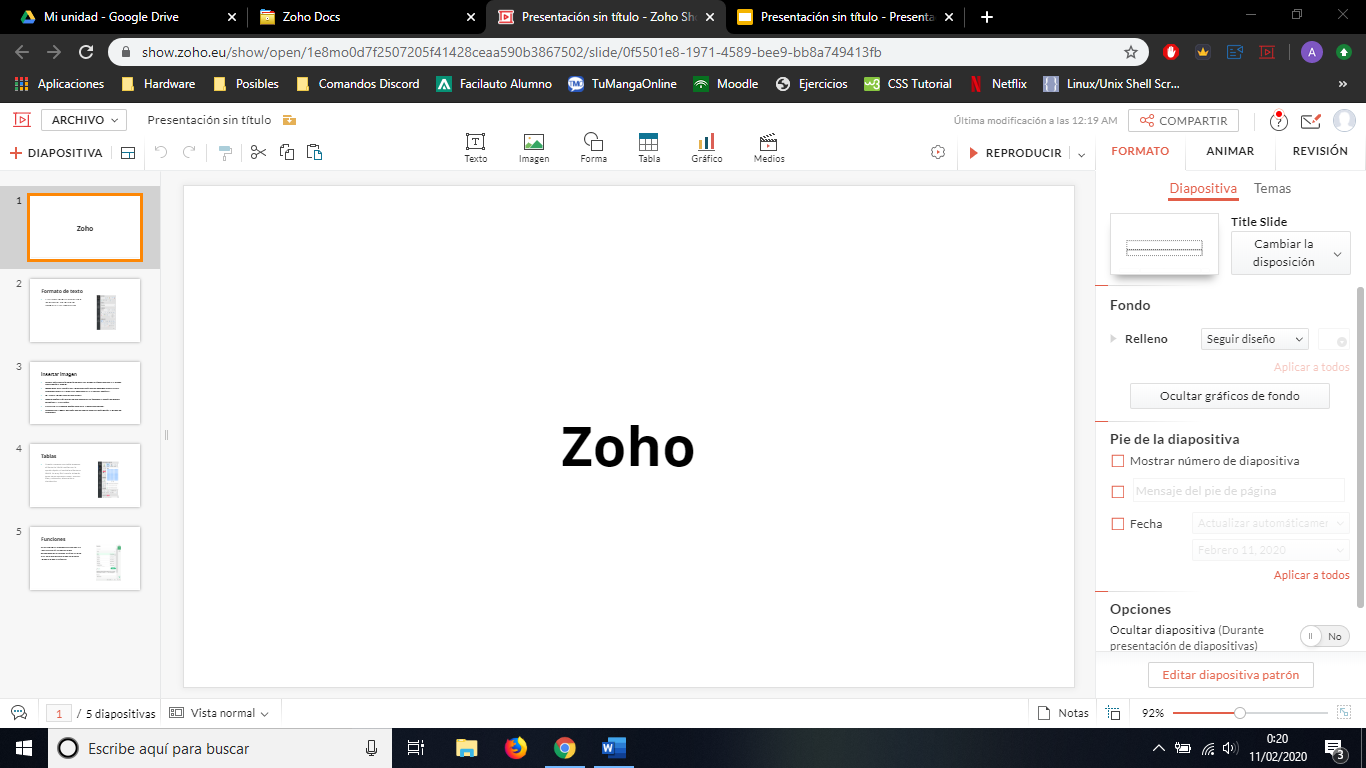 Mi unidad - Google Drive
Zoho Docs
Presentación sin título - Zoho Sh
Presentación sin título - Presenta
show.zoho.eu/show/open/1e8mo0d7f2507205f41428ceaa590b3867502/slide/0f5501e8-1971-4589-bee9-bb8a749413fb
A
Aplicaciones
Hardware
Posibles
Comandos Discord
Facilauto Alumno
TuMangaOnline
Moodle
Ejercicios
CSS Tutorial
Netflix
Linux/Unix Shell Scr...
ARCHIVO
Presentación sin título
Última modificación a las 12:19 AM
COMPARTIR
DIAPOSITIVA
Texto
Imagen
Forma
Tabla
Gráfico
Medios
REPRODUCIR
FORMATO
ANIMAR
REVISIÓN
1
Zoho
2
Formato de texto
3
Insertar imagen
4
Tablas
5
Funciones
Zoho
Diapositiva
Temas
Title Slide
Cambiar la
disposición
Fondo
Relleno
Seguir diseño
Aplicar a todos
Ocultar gráficos de fondo
Pie de la diapositiva
Mostrar número de diapositiva
Mensaje del pie de página
Fecha
Actualizar automáticamer
Febrero 11, 2020
Aplicar a todos
Opciones
Ocultar diapositiva (Durante
presentación de diapositivas)
No
Editar diapositiva patrón
1 / 5 diapositivas
Vista normal
Notas
92%
Escribe aquí para buscar
0:20
11/02/2020
3